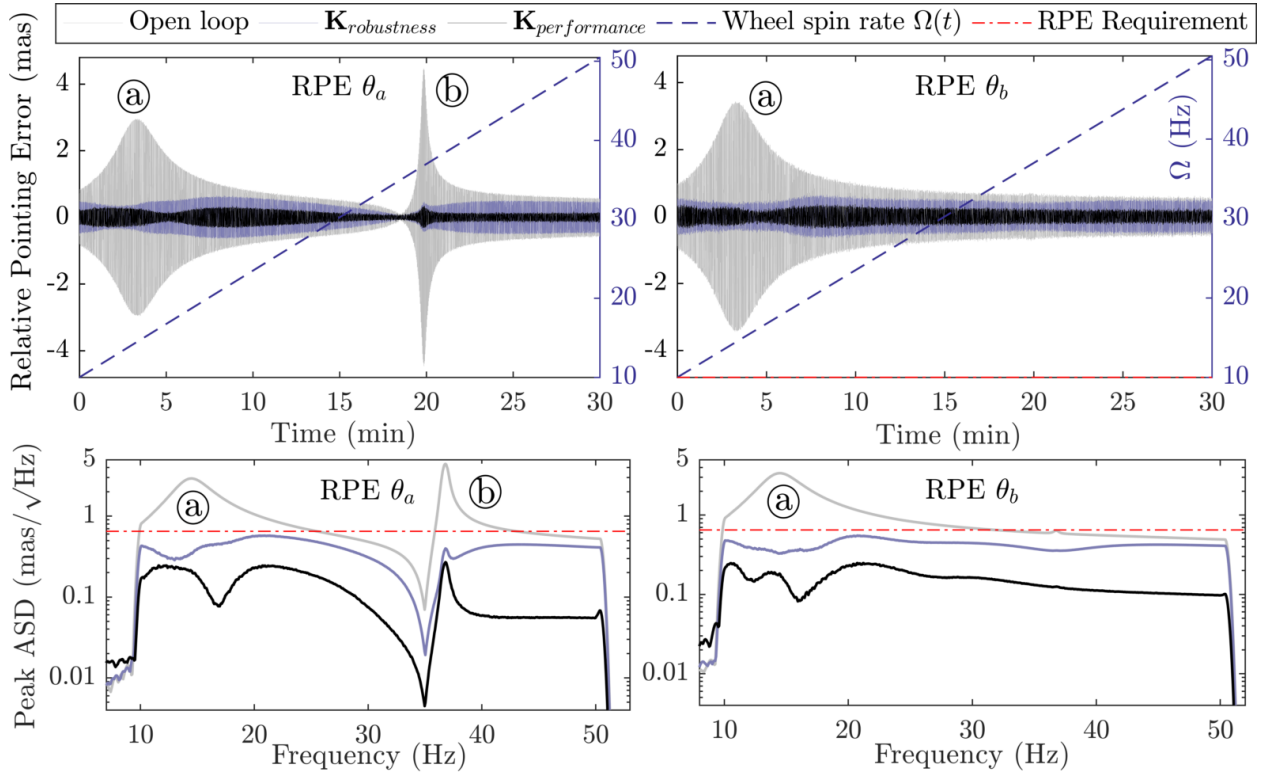 Open loop K_robustness K_performance Wheel spin rate Ω(t) RPE Requirement
Relative Pointing Error (mas)
4
2
0
-2
-4
ⓐ RPE θ_a ⓑ
50
40
30
20
10
0 5 10 15 20 25 30
Time (min)
4
2
0
-2
-4
ⓐ RPE θ_b
50
40
30
20
10
Ω (Hz)
0 5 10 15 20 25 30
Time (min)
Peak ASD (mas/√Hz)
5
1
0.1
0.01
ⓐ RPE θ_a ⓑ
10 20 30 40 50
Frequency (Hz)
5
1
0.1
0.01
ⓐ RPE θ_b
10 20 30 40 50
Frequency (Hz)